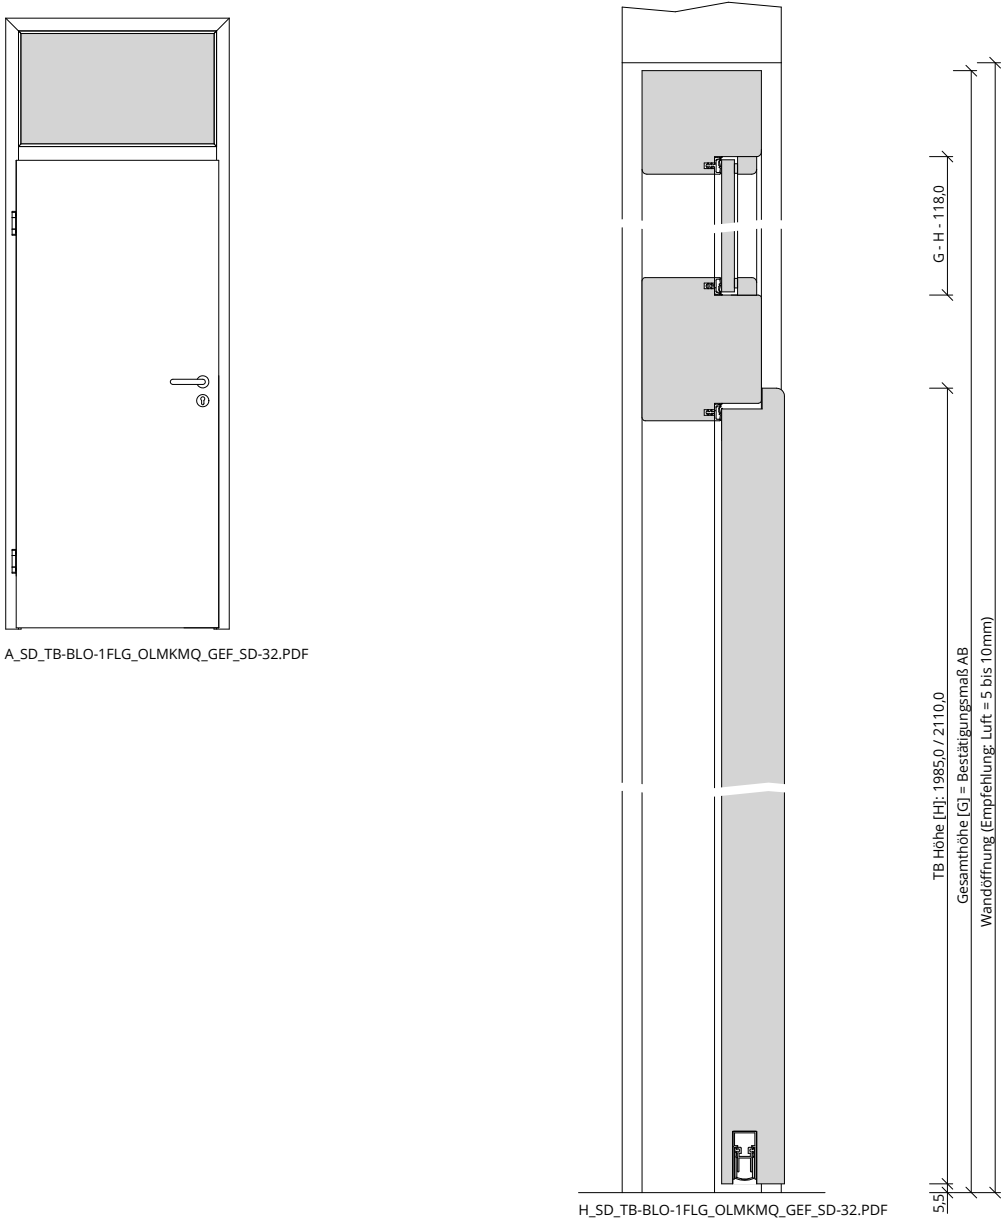 A_SD_TB-BLO-1FLG_OLMKMQ_GEF_SD-32.PDF
G - H - 118,0
TB Höhe [H]: 1985,0 / 2110,0
Gesamthöhe [G] = Bestätigungsmaß AB
Wandöffnung (Empfehlung: Luft = 5 bis 10mm)
5,5
H_SD_TB-BLO-1FLG_OLMKMQ_GEF_SD-32.PDF